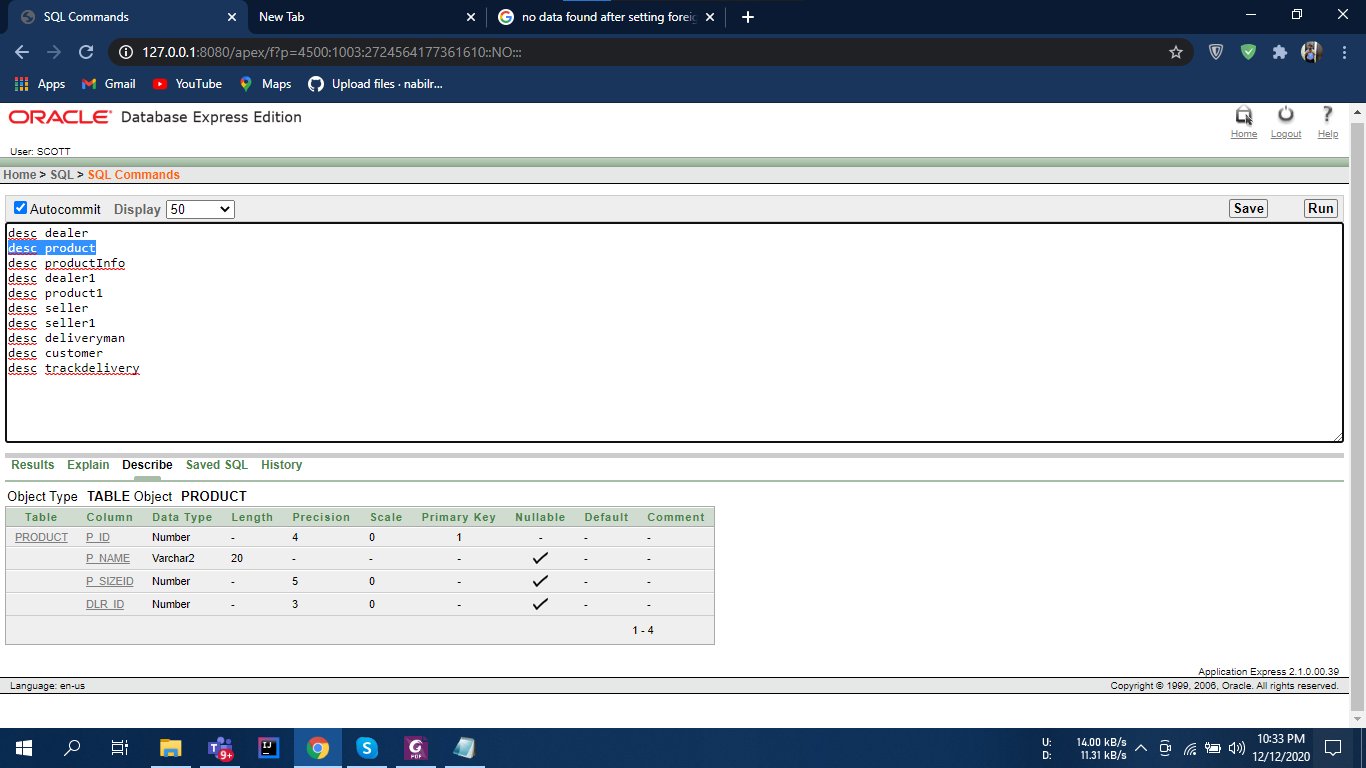 SQL Commands
New Tab
no data found after setting foreig
127.0.0.1:8080/apex/f?p=4500:1003:2724564177361610::NO:::
Apps
Gmail
YouTube
Maps
Upload files · nabilr...
ORACLE Database Express Edition
Home
Logout
Help
User: SCOTT
Home > SQL > SQL Commands
Autocommit Display 50
Save
Run
desc dealer
desc product
desc productInfo
desc dealer1
desc product1
desc seller
desc seller1
desc deliveryman
desc customer
desc trackdelivery
Results Explain Describe Saved SQL History
Object Type TABLE Object PRODUCT
Table Column Data Type Length Precision Scale Primary Key Nullable Default Comment
PRODUCT P_ID Number - 4 0 1 - - -
P_NAME Varchar2 20 - - - ✓ - -
P_SIZEID Number - 5 0 - ✓ - -
DLR_ID Number - 3 0 - ✓ - -
1 - 4
Application Express 2.1.0.00.39
Language: en-us
Copyright © 1999, 2006, Oracle. All rights reserved.
9+
IJ
G
PDF
U: 14.00 kB/s
D: 11.31 kB/s
10:33 PM
12/12/2020